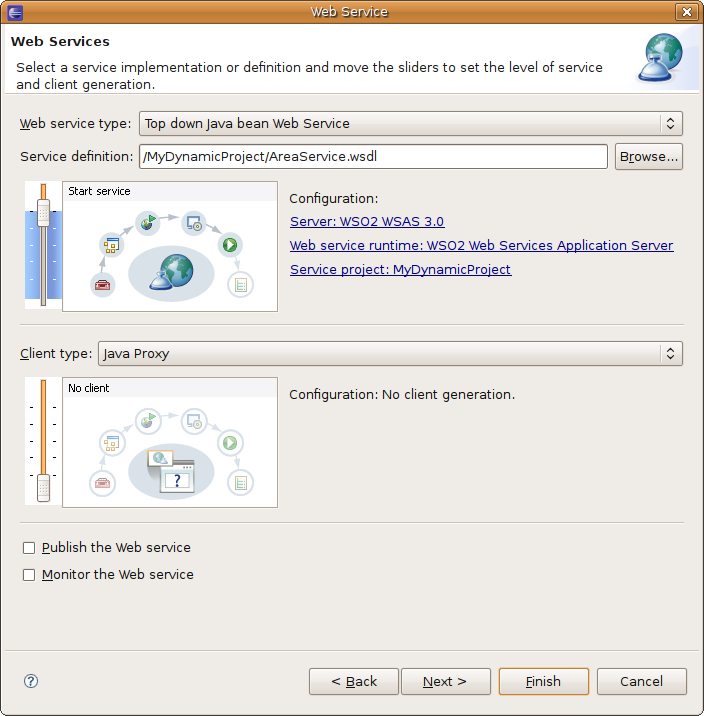 Web Service
Web Services
Select a service implementation or definition and move the sliders to set the level of service
and client generation.
Web service type: Top down Java bean Web Service
Service definition: /MyDynamicProject/AreaService.wsdl Browse...
Start service
Configuration:
Server: WSO2 WSAS 3.0
Web service runtime: WSO2 Web Services Application Server
Service project: MyDynamicProject
Client type: Java Proxy
No client
Configuration: No client generation.
?
Publish the Web service
Monitor the Web service
? < Back Next > Finish Cancel